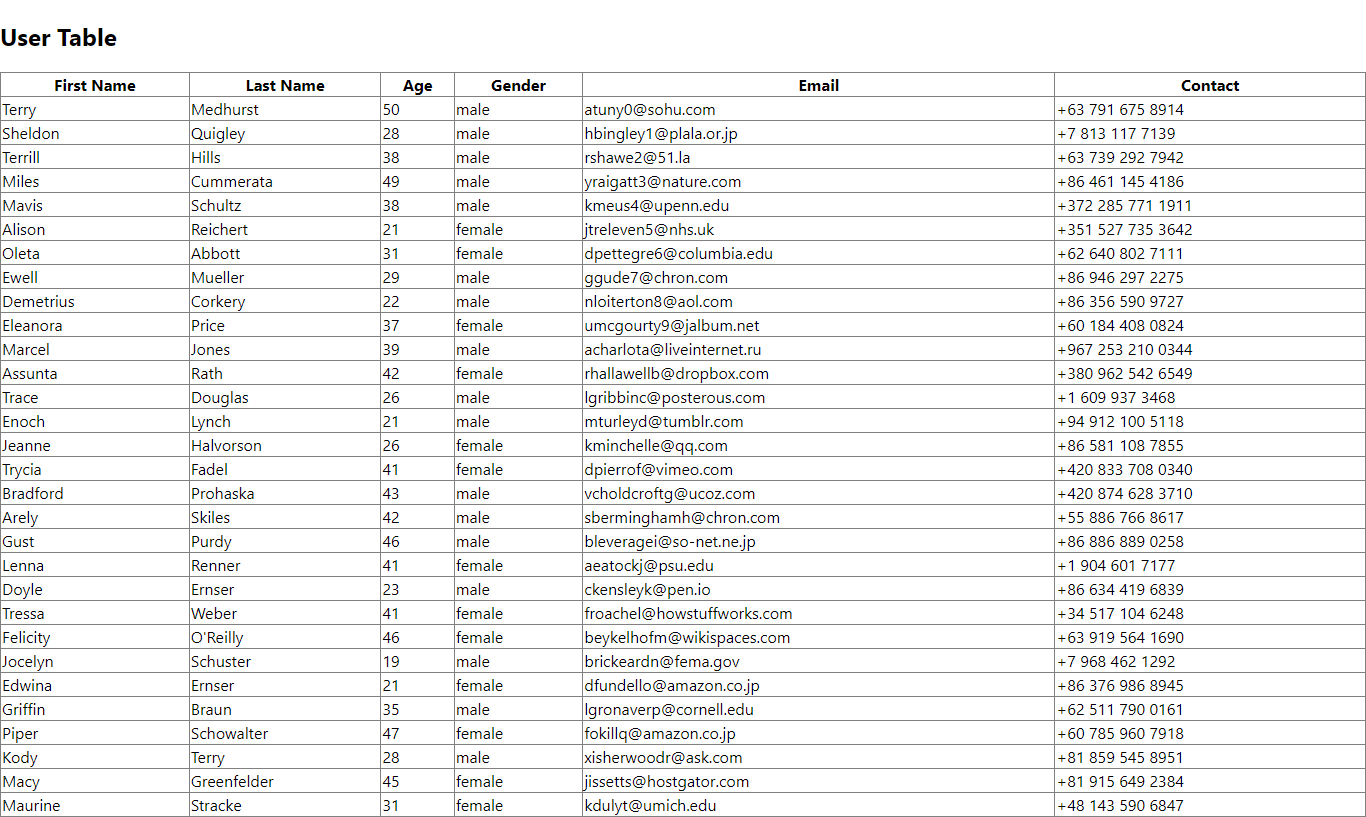 User Table
First Name Last Name Age Gender Email Contact
Terry Medhurst 50 male atuny0@sohu.com +63 791 675 8914
Sheldon Quigley 28 male hbingley1@plala.or.jp +7 813 117 7139
Terrill Hills 38 male rshawe2@51.la +63 739 292 7942
Miles Cummerata 49 male yraigatt3@nature.com +86 461 145 4186
Mavis Schultz 38 male kmeus4@upenn.edu +372 285 771 1911
Alison Reichert 21 female jtreleven5@nhs.uk +351 527 735 3642
Oleta Abbott 31 female dpettegre6@columbia.edu +62 640 802 7111
Ewell Mueller 29 male ggude7@chron.com +86 946 297 2275
Demetrius Corkery 22 male nloiterton8@aol.com +86 356 590 9727
Eleanora Price 37 female umcgourty9@jalbum.net +60 184 408 0824
Marcel Jones 39 male acharlota@liveinternet.ru +967 253 210 0344
Assunta Rath 42 female rhallawellb@dropbox.com +380 962 542 6549
Trace Douglas 26 male lgribbinc@posterous.com +1 609 937 3468
Enoch Lynch 21 male mturleyd@tumblr.com +94 912 100 5118
Jeanne Halvorson 26 female kminchelle@qq.com +86 581 108 7855
Trycia Fadel 41 female dpierrof@vimeo.com +420 833 708 0340
Bradford Prohaska 43 male vcholdcroftg@ucoz.com +420 874 628 3710
Arely Skiles 42 male sberminghamh@chron.com +55 886 766 8617
Gust Purdy 46 male bleveragei@so-net.ne.jp +86 886 889 0258
Lenna Renner 41 female aeatockj@psu.edu +1 904 601 7177
Doyle Ernser 23 male ckensleyk@pen.io +86 634 419 6839
Tressa Weber 41 female froachel@howstuffworks.com +34 517 104 6248
Felicity O'Reilly 46 female beykelhofm@wikispaces.com +63 919 564 1690
Jocelyn Schuster 19 male brickeardn@fema.gov +7 968 462 1292
Edwina Ernser 21 female dfundello@amazon.co.jp +86 376 986 8945
Griffin Braun 35 male lgronaverp@cornell.edu +62 511 790 0161
Piper Schowalter 47 female fokillq@amazon.co.jp +60 785 960 7918
Kody Terry 28 male xisherwoodr@ask.com +81 859 545 8951
Macy Greenfelder 45 female jissetts@hostgator.com +81 915 649 2384
Maurine Stracke 31 female kdulyt@umich.edu +48 143 590 6847